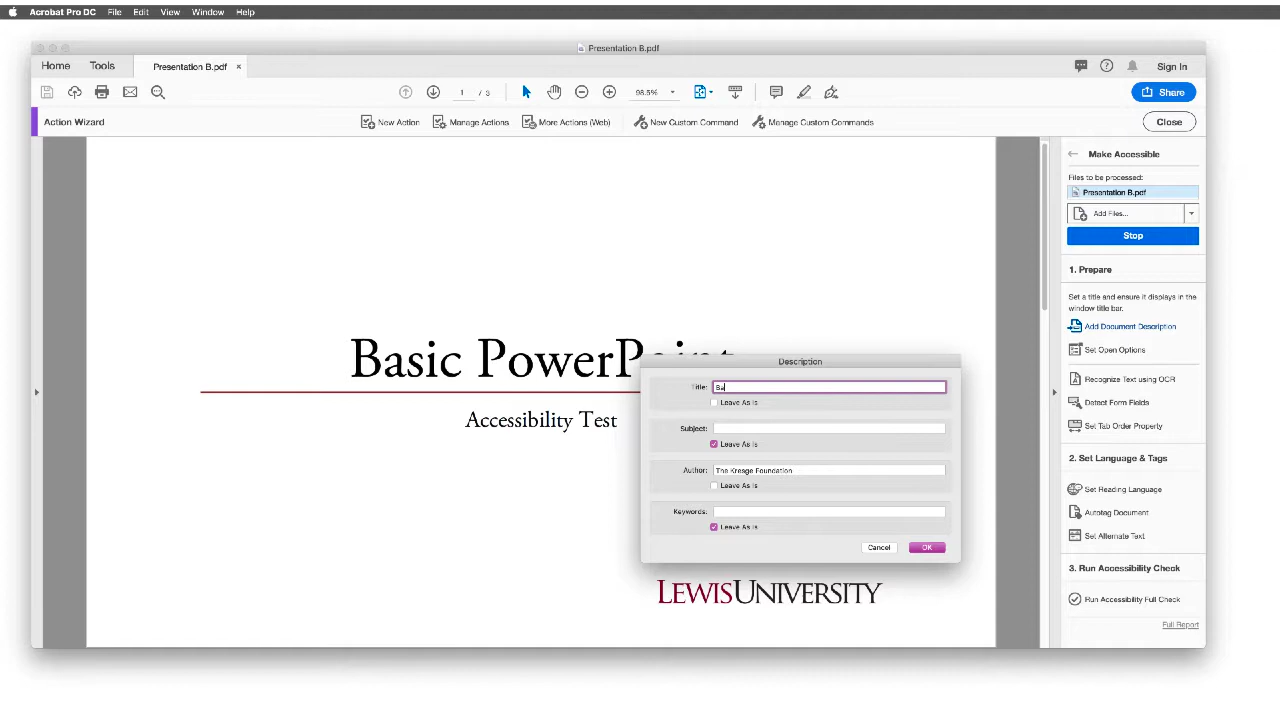 Acrobat Pro DC File Edit View Window Help
Presentation B.pdf
Home Tools Presentation B.pdf × Sign In
1 / 3 98.5% Share
Action Wizard New Action Manage Actions More Actions (Web) New Custom Command Manage Custom Commands Close
Make Accessible
Files to be processed:
Presentation B.pdf
Add Files...
Stop
1. Prepare
Set a title and ensure it displays in the
window title bar.
Add Document Description
Set Open Options
Recognize Text using OCR
Detect Form Fields
Set Tab Order Property
2. Set Language & Tags
Set Reading Language
Autotag Document
Set Alternate Text
3. Run Accessibility Check
Run Accessibility Full Check
Full Report
Basic PowerPoint
Accessibility Test
Description
Title: Ba
Leave As Is
Subject:
Leave As Is
Author: The Kresge Foundation
Leave As Is
Keywords:
Leave As Is
Cancel OK
LEWIS UNIVERSITY